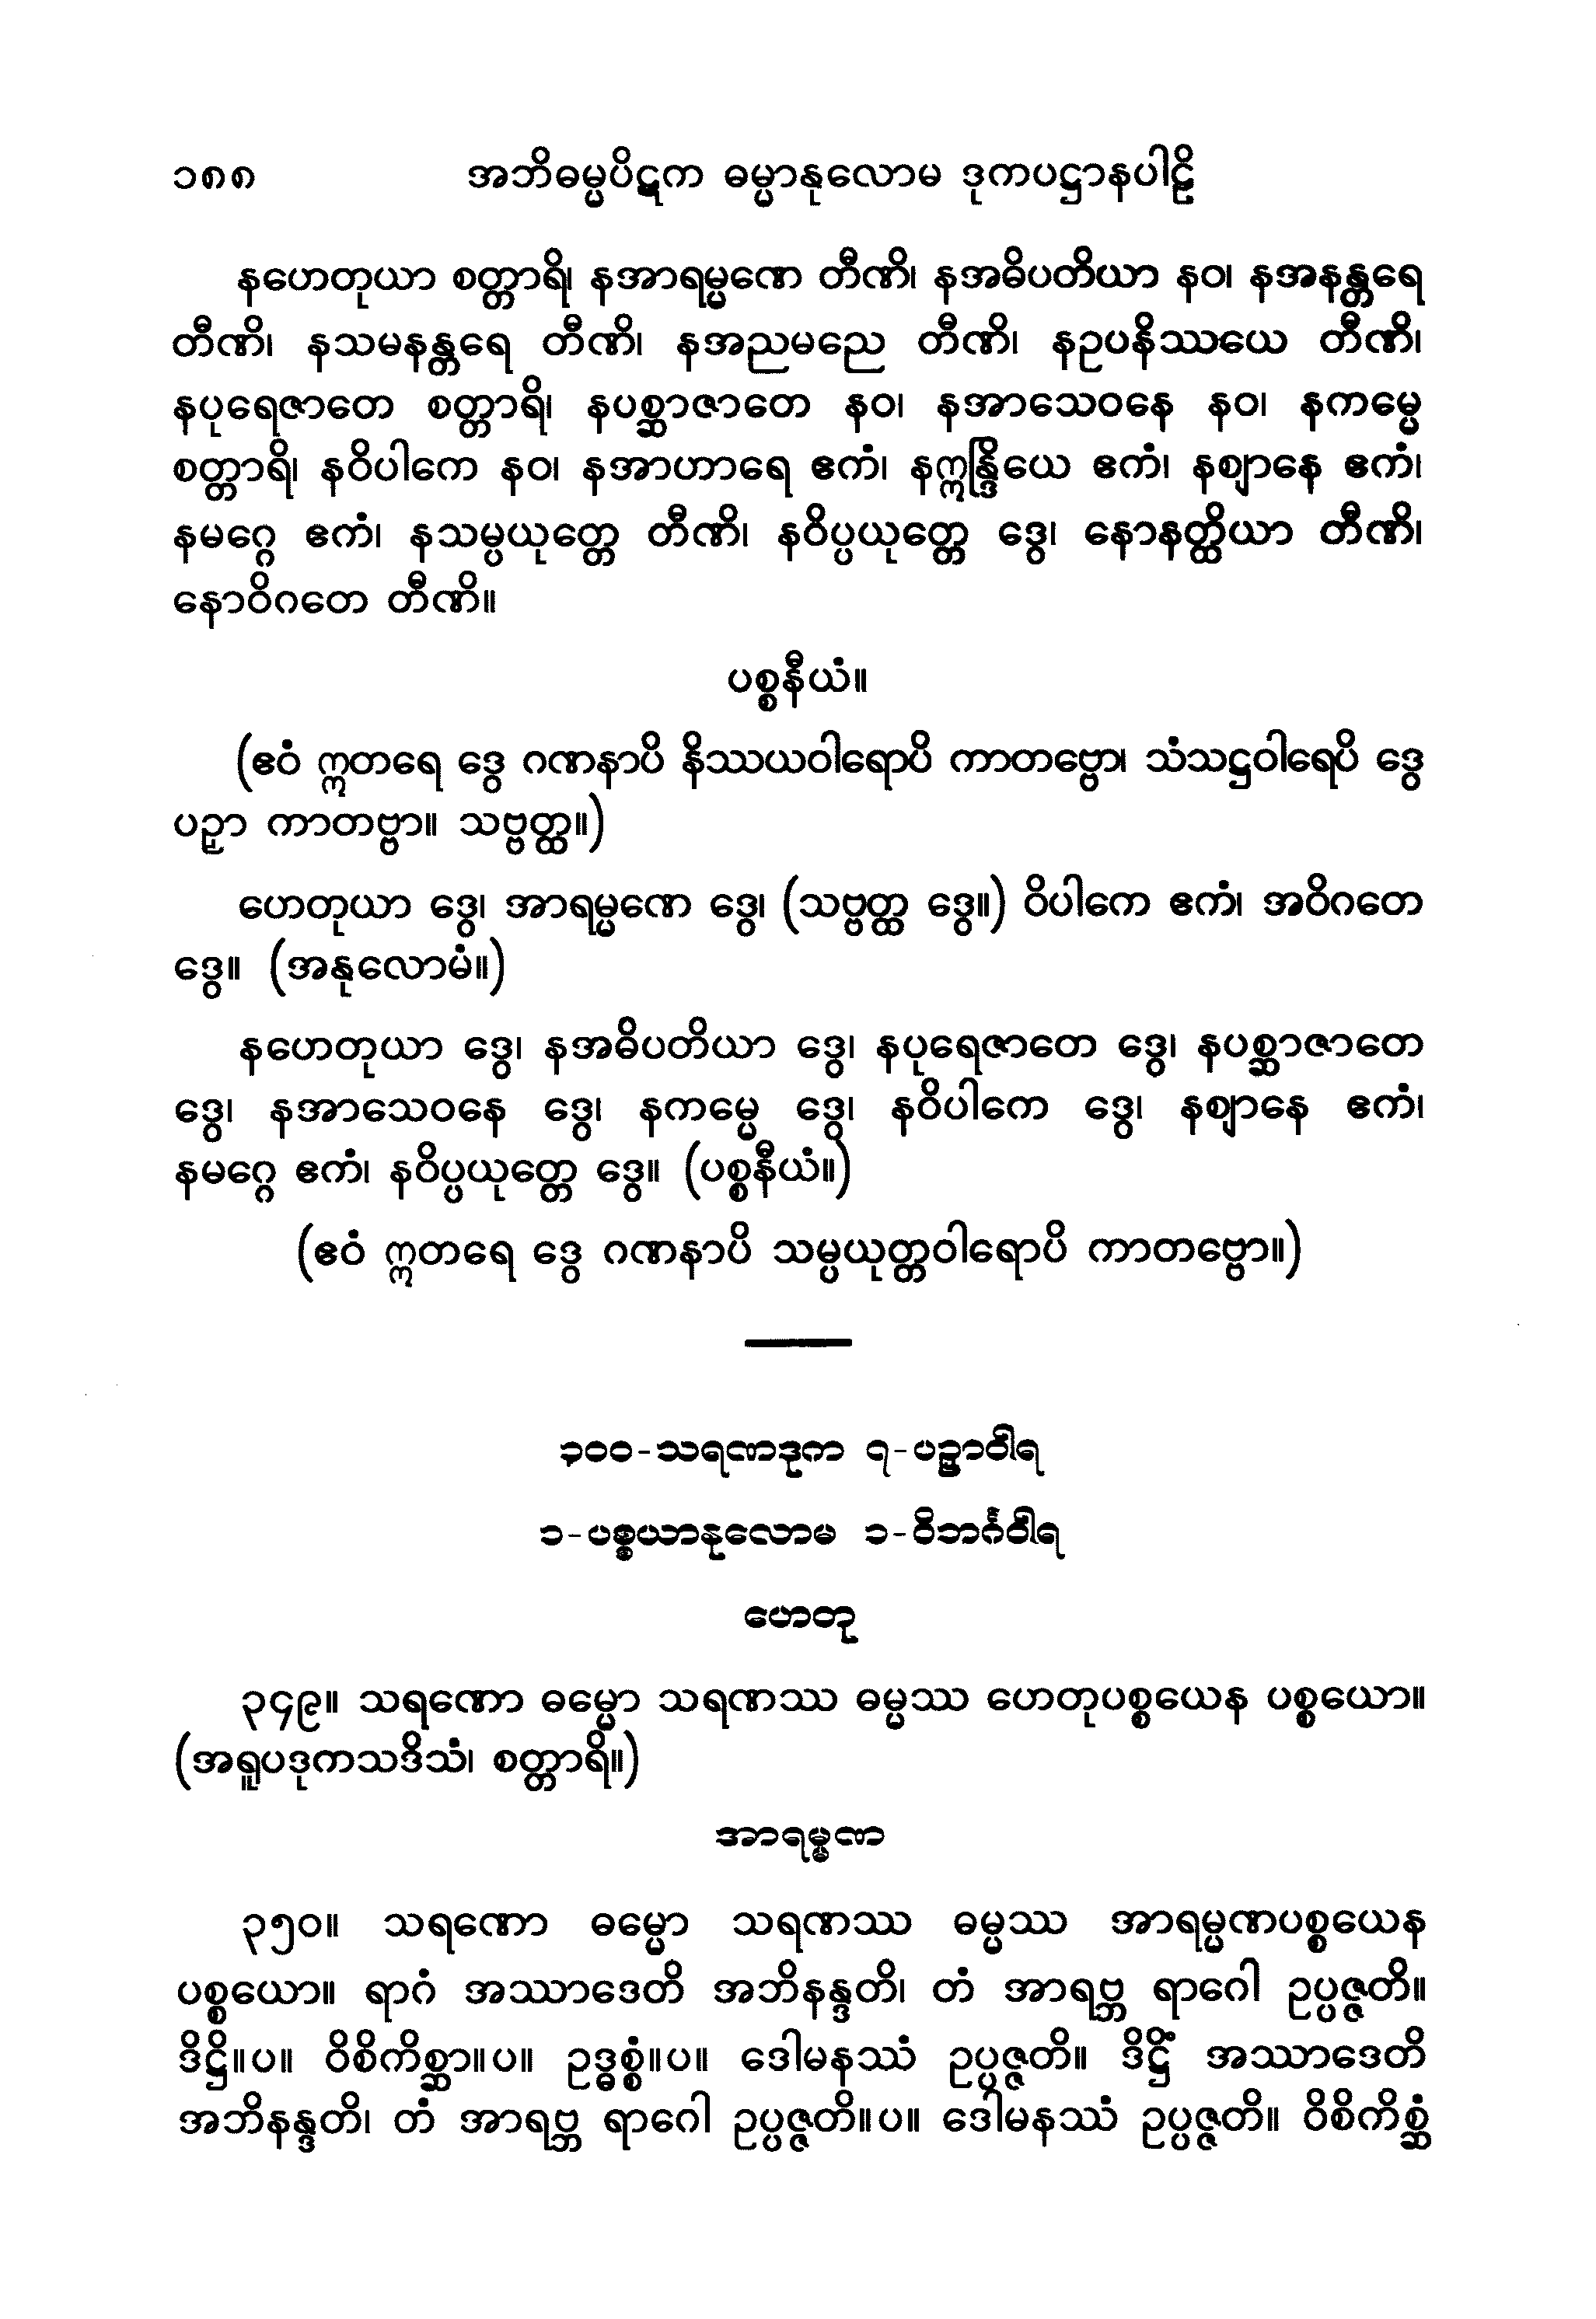 ၁၈၈ အဘိဓမ္မပိဋက ဓမ္မာနုလောမ ဒုကပဋ္ဌာနပါဠိ
နဟေတုယာ စတ္တာရိ၊ နအာရမ္မဏေ တီဏိ၊ နအဓိပတိယာ နဝ၊ နအနန္တရေ
တီဏိ၊ နသမနန္တရေ တီဏိ၊ နအညမညေ တီဏိ၊ နဥပနိဿယေ တီဏိ၊
နပုရေဇာတေ စတ္တာရိ၊ နပစ္ဆာဇာတေ နဝ၊ နအာသေဝနေ နဝ၊ နကမ္မေ
စတ္တာရိ၊ နဝိပါကေ နဝ၊ နအာဟာရေ ဧကံ၊ နဣန္ဒြိယေ ဧကံ၊ နဈာနေ ဧကံ၊
နမဂ္ဂေ ဧကံ၊ နသမ္ပယုတ္တေ တီဏိ၊ နဝိပ္ပယုတ္တေ ဒွေ၊ နောနတ္ထိယာ တီဏိ၊
နောဝိဂတေ တီဏိ။
ပစ္စနီယံ။
(ဧဝံ ဣတရေ ဒွေ ဂဏနာပိ နိဿယဝါရောပိ ကာတဗ္ဗော၊ သံသဋ္ဌဝါရေပိ ဒွေ
ပဉှာ ကာတဗ္ဗာ။ သဗ္ဗတ္ထ။)
ဟေတုယာ ဒွေ၊ အာရမ္မဏေ ဒွေ၊ (သဗ္ဗတ္ထ ဒွေ။) ဝိပါကေ ဧကံ၊ အဝိဂတေ
ဒွေ။ (အနုလောမံ။)
နဟေတုယာ ဒွေ၊ နအဓိပတိယာ ဒွေ၊ နပုရေဇာတေ ဒွေ၊ နပစ္ဆာဇာတေ
ဒွေ၊ နအာသေဝနေ ဒွေ၊ နကမ္မေ ဒွေ၊ နဝိပါကေ ဒွေ၊ နဈာနေ ဧကံ၊
နမဂ္ဂေ ဧကံ၊ နဝိပ္ပယုတ္တေ ဒွေ။ (ပစ္စနီယံ။)
(ဧဝံ ဣတရေ ဒွေ ဂဏနာပိ သမ္ပယုတ္တဝါရောပိ ကာတဗ္ဗော။)
၁၀၀-သရဏဒုက ၇-ပဉှာဝါရ
၁-ပစ္စယာနုလောမ ၁-ဝိဘင်္ဂဝါရ
ဟေတု
၃၄၉။ သရဏော ဓမ္မော သရဏဿ ဓမ္မဿ ဟေတုပစ္စယေန ပစ္စယော။
(အရူပဒုကသဒိသံ၊ စတ္တာရိ။)
အာရမ္မဏ
၃၅၀။ သရဏော ဓမ္မော သရဏဿ ဓမ္မဿ အာရမ္မဏပစ္စယေန
ပစ္စယော။ ရာဂံ အဿာဒေတိ အဘိနန္ဒတိ၊ တံ အာရဗ္ဘ ရာဂေါ ဥပ္ပဇ္ဇတိ။
ဒိဋ္ဌိ။ပ။ ဝိစိကိစ္ဆာ။ပ။ ဥဒ္ဓစ္စံ။ပ။ ဒေါမနဿံ ဥပ္ပဇ္ဇတိ။ ဒိဋ္ဌိံ အဿာဒေတိ
အဘိနန္ဒတိ၊ တံ အာရဗ္ဘ ရာဂေါ ဥပ္ပဇ္ဇတိ။ပ။ ဒေါမနဿံ ဥပ္ပဇ္ဇတိ။ ဝိစိကိစ္ဆံ